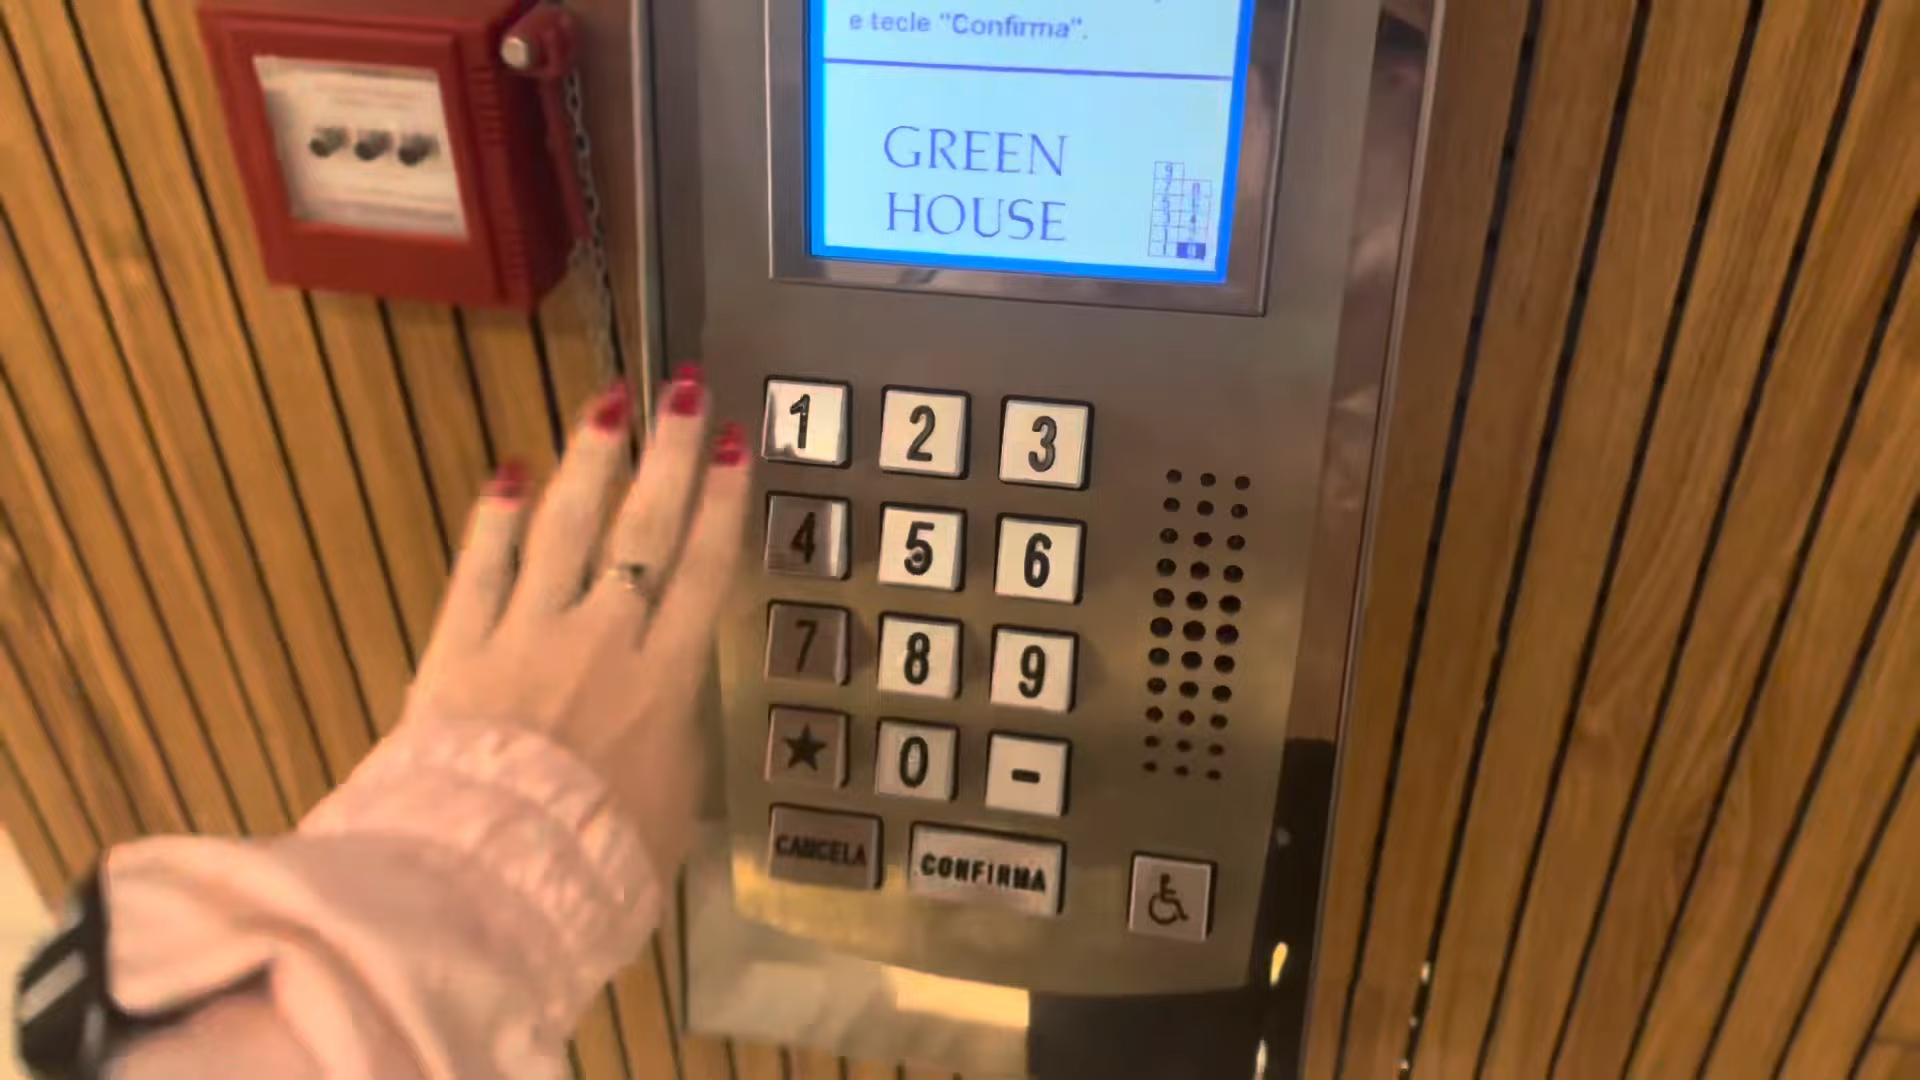 e tecle "Confirma".
GREEN
HOUSE
1 2 3
4 5 6
7 8 9
★ 0 -
CANCELA CONFIRMA